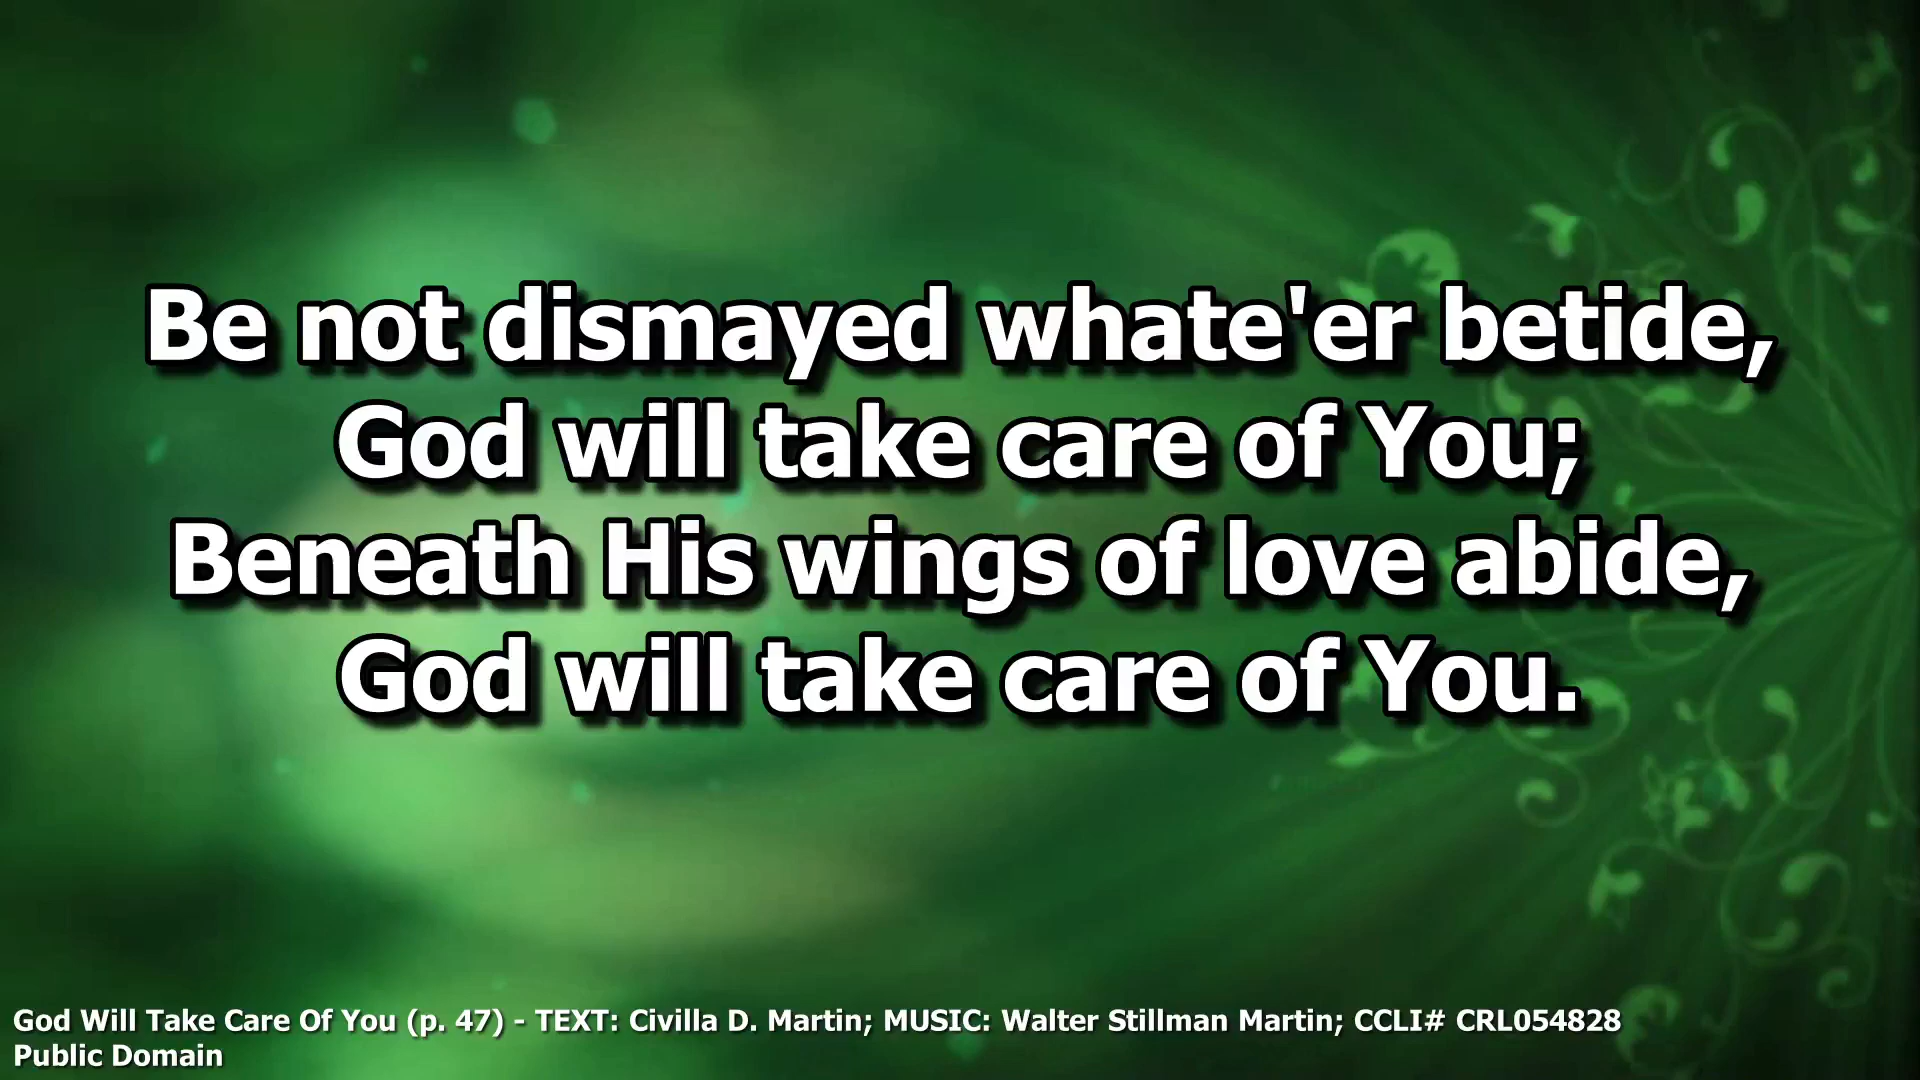 Be not dismayed whate'er betide,
God will take care of You;
Beneath His wings of love abide,
God will take care of You.
God Will Take Care Of You (p. 47) - TEXT: Civilla D. Martin; MUSIC: Walter Stillman Martin; CCLI# CRL054828
Public Domain